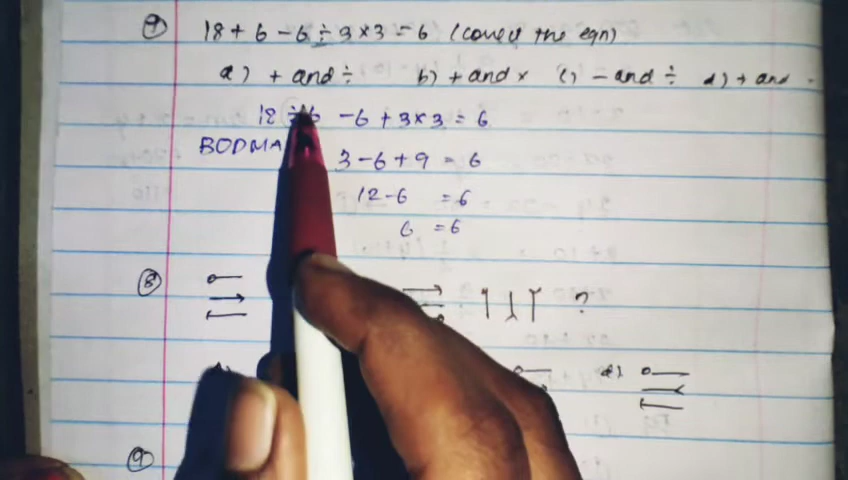 7) 18 + 6 - 6 ÷ 3 × 3 = 6 (correct the eqn)
a) + and ÷ b) + and × c) - and ÷ d) + and -
18 ÷ 6 - 6 + 3 × 3 = 6
BODMA
3 - 6 + 9 = 6
12 - 6 = 6
6 = 6
8) ?
d)
9)